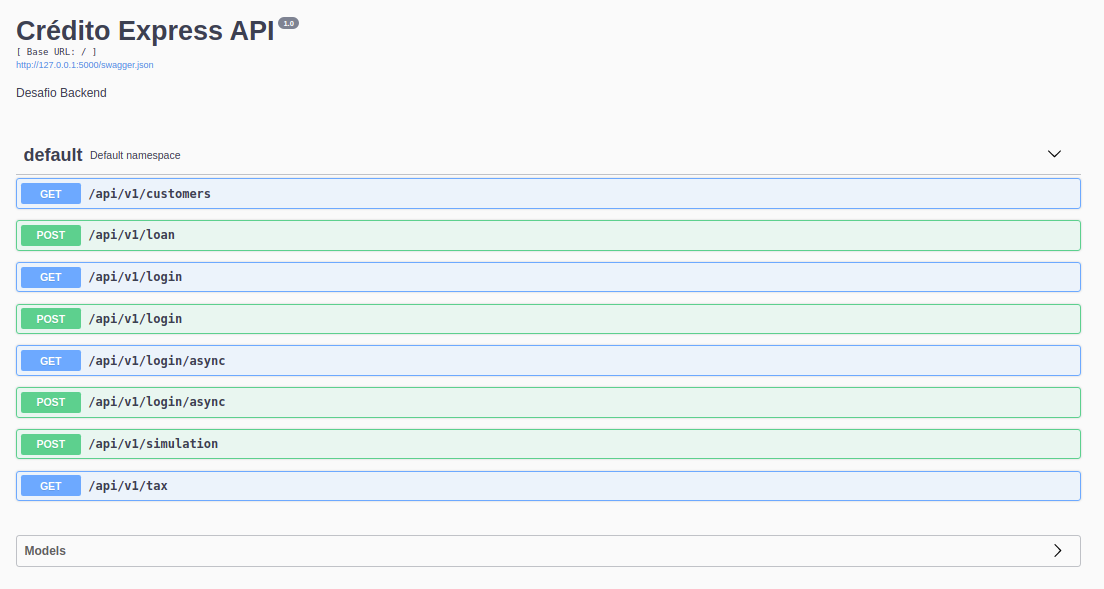 Crédito Express API 1.0
[ Base URL: / ]
http://127.0.0.1:5000/swagger.json
Desafio Backend
default Default namespace
GET /api/v1/customers
POST /api/v1/loan
GET /api/v1/login
POST /api/v1/login
GET /api/v1/login/async
POST /api/v1/login/async
POST /api/v1/simulation
GET /api/v1/tax
Models